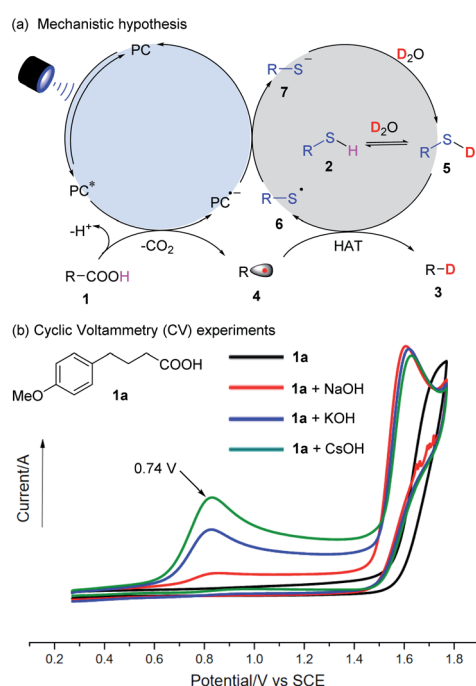 (a) Mechanistic hypothesis
PC
PC*
PC•−
-H+
-CO2
R—COOH
1
R
4
R—S−
7
D2O
R S H
2
D2O
R S D
5
R—S•
6
HAT
R—D
3
(b) Cyclic Voltammetry (CV) experiments
COOH
MeO
1a
1a
1a + NaOH
1a + KOH
1a + CsOH
0.74 V
Current/A
0.2 0.4 0.6 0.8 1.0 1.2 1.4 1.6 1.8
Potential/V vs SCE